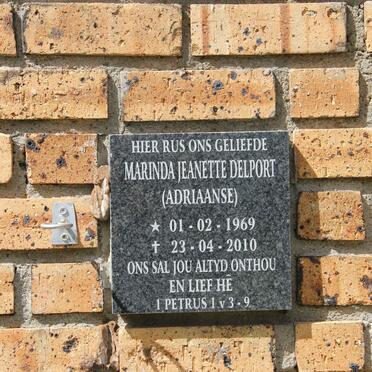 HIER RUS ONS GELIEFDE
MARINDA JEANETTE DELPORT
(ADRIAANSE)
★ 01 - 02 - 1969
✝ 23 - 04 - 2010
ONS SAL JOU ALTYD ONTHOU
EN LIEF HE
1 PETRUS 1 v 3 - 9